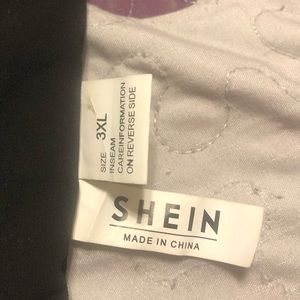 SIZE 3XL
INSEAM
CAREINFORMATION
ON REVERSE SIDE
SHEIN
MADE IN CHINA